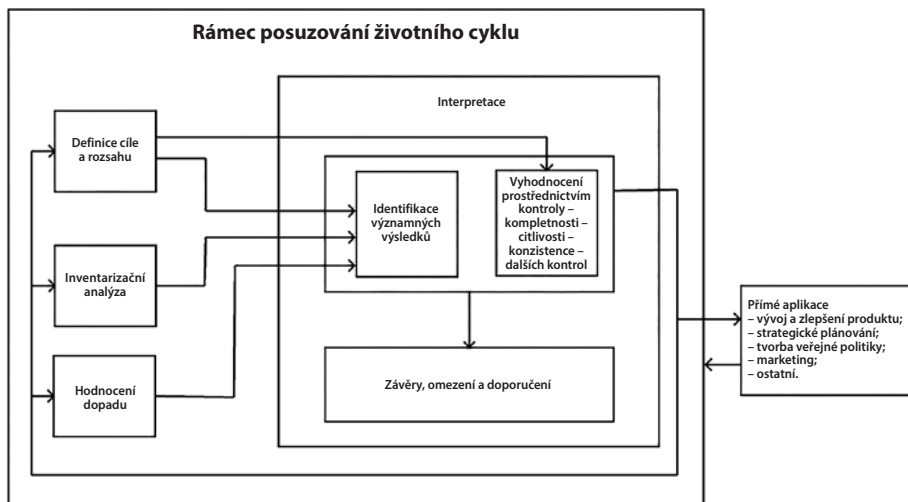 Rámec posuzování životního cyklu
Interpretace
Definice cíle
a rozsahu
Inventarizační
analýza
Hodnocení
dopadu
Identifikace
významných
výsledků
Vyhodnocení
prostřednictvím
kontroly –
kompletnosti –
citlivosti –
konzistence –
dalších kontrol
Závěry, omezení a doporučení
Přímé aplikace
– vývoj a zlepšení produktu;
– strategické plánování;
– tvorba veřejné politiky;
– marketing;
– ostatní.